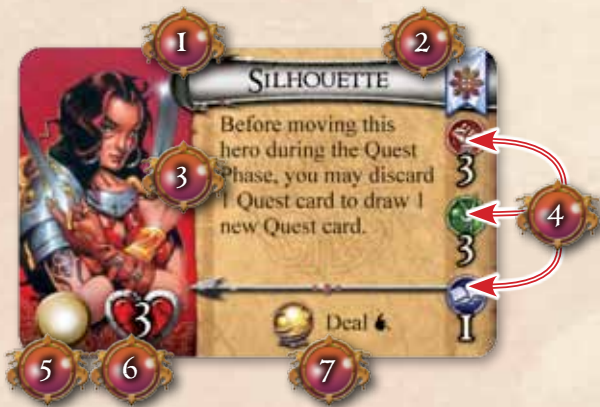 1
2
SILHOUETTE
Before moving this
hero during the Quest
Phase, you may discard
1 Quest card to draw 1
new Quest card.
3
3
3
4
1
3
Deal .
5
6
7